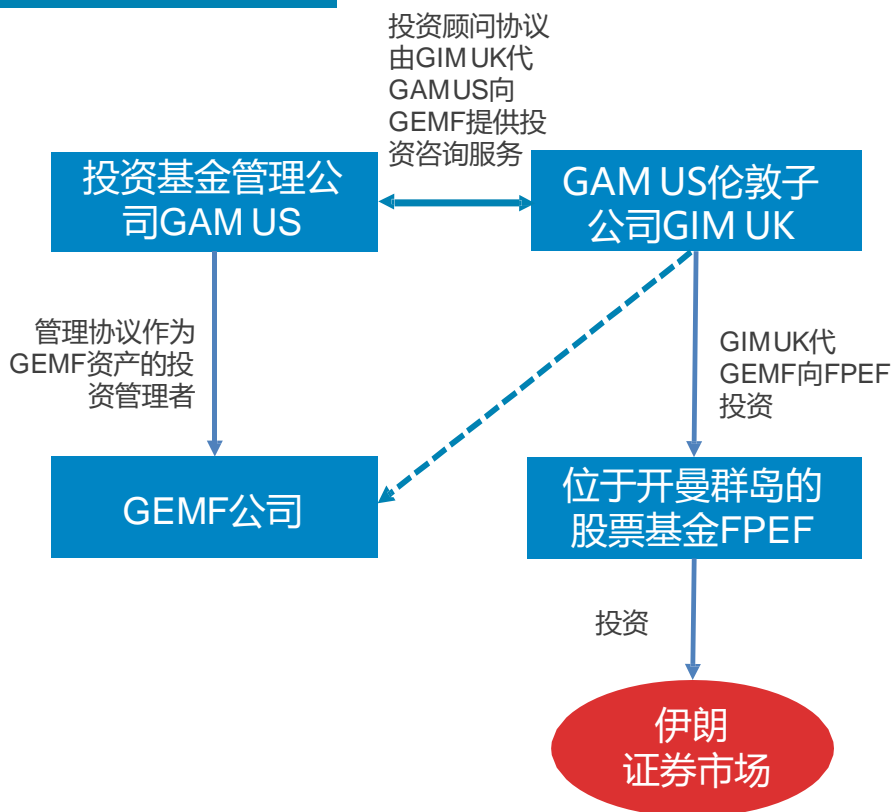 投资顾问协议
由GIM UK代
GAM US向
GEMF提供投
资咨询服务
投资基金管理公
司GAM US
GAM US伦敦子
公司GIM UK
管理协议作为
GEMF资产的投
资管理者
GIM UK代
GEMF向FPEF
投资
GEMF公司
位于开曼群岛的
股票基金FPEF
投资
伊朗
证券市场